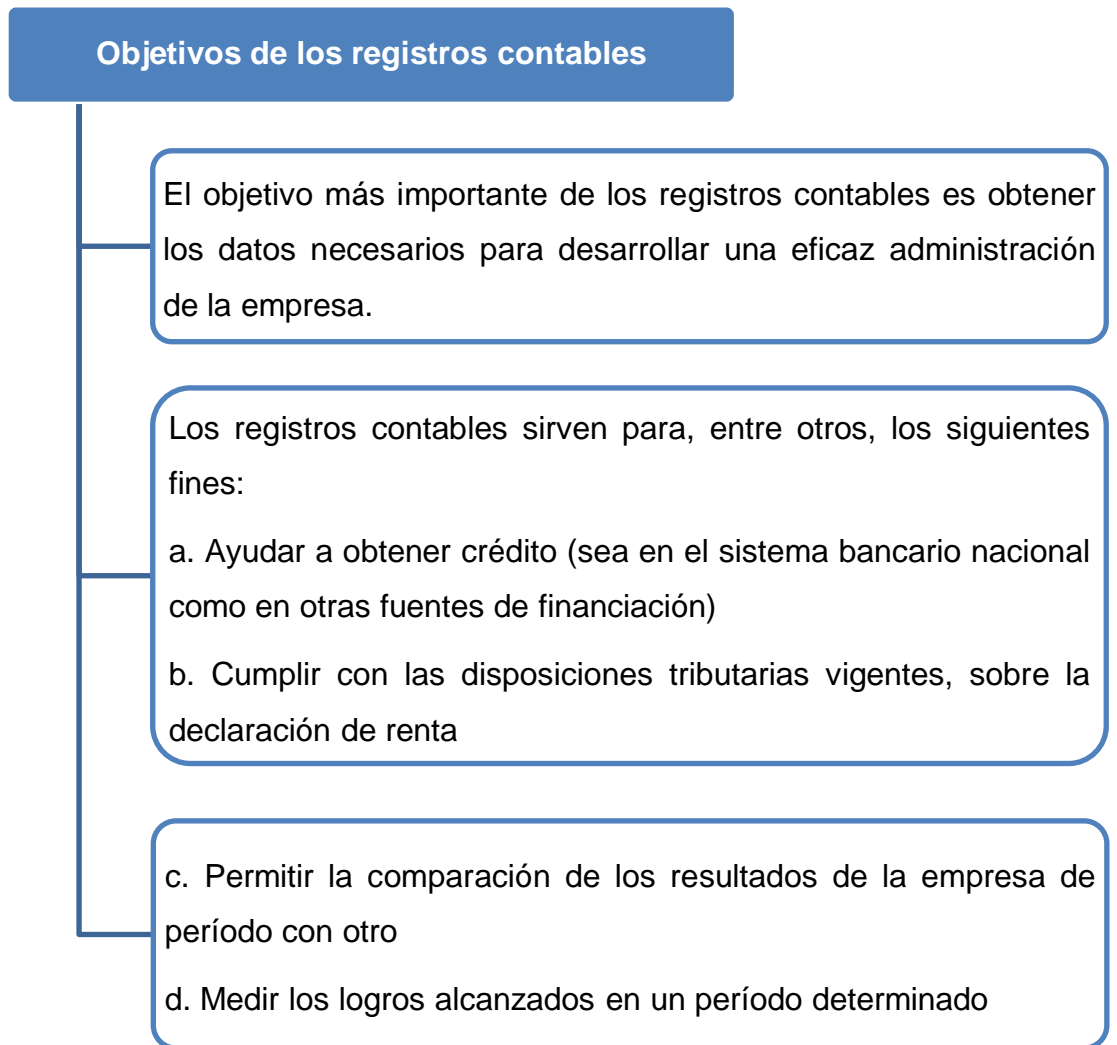 Objetivos de los registros contables
El objetivo más importante de los registros contables es obtener
los datos necesarios para desarrollar una eficaz administración
de la empresa.
Los registros contables sirven para, entre otros, los siguientes
fines:
a. Ayudar a obtener crédito (sea en el sistema bancario nacional
como en otras fuentes de financiación)
b. Cumplir con las disposiciones tributarias vigentes, sobre la
declaración de renta
c. Permitir la comparación de los resultados de la empresa de
período con otro
d. Medir los logros alcanzados en un período determinado